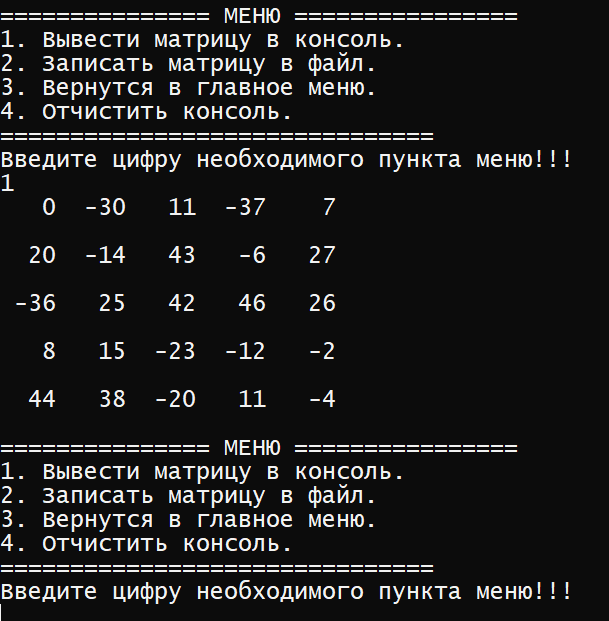 =============== МЕНЮ ================
1. Вывести матрицу в консоль.
2. Записать матрицу в файл.
3. Вернутся в главное меню.
4. Отчистить консоль.
===============================
Введите цифру необходимого пункта меню!!!
1
0 -30 11 -37 7
20 -14 43 -6 27
-36 25 42 46 26
8 15 -23 -12 -2
44 38 -20 11 -4
=============== МЕНЮ ================
1. Вывести матрицу в консоль.
2. Записать матрицу в файл.
3. Вернутся в главное меню.
4. Отчистить консоль.
===============================
Введите цифру необходимого пункта меню!!!